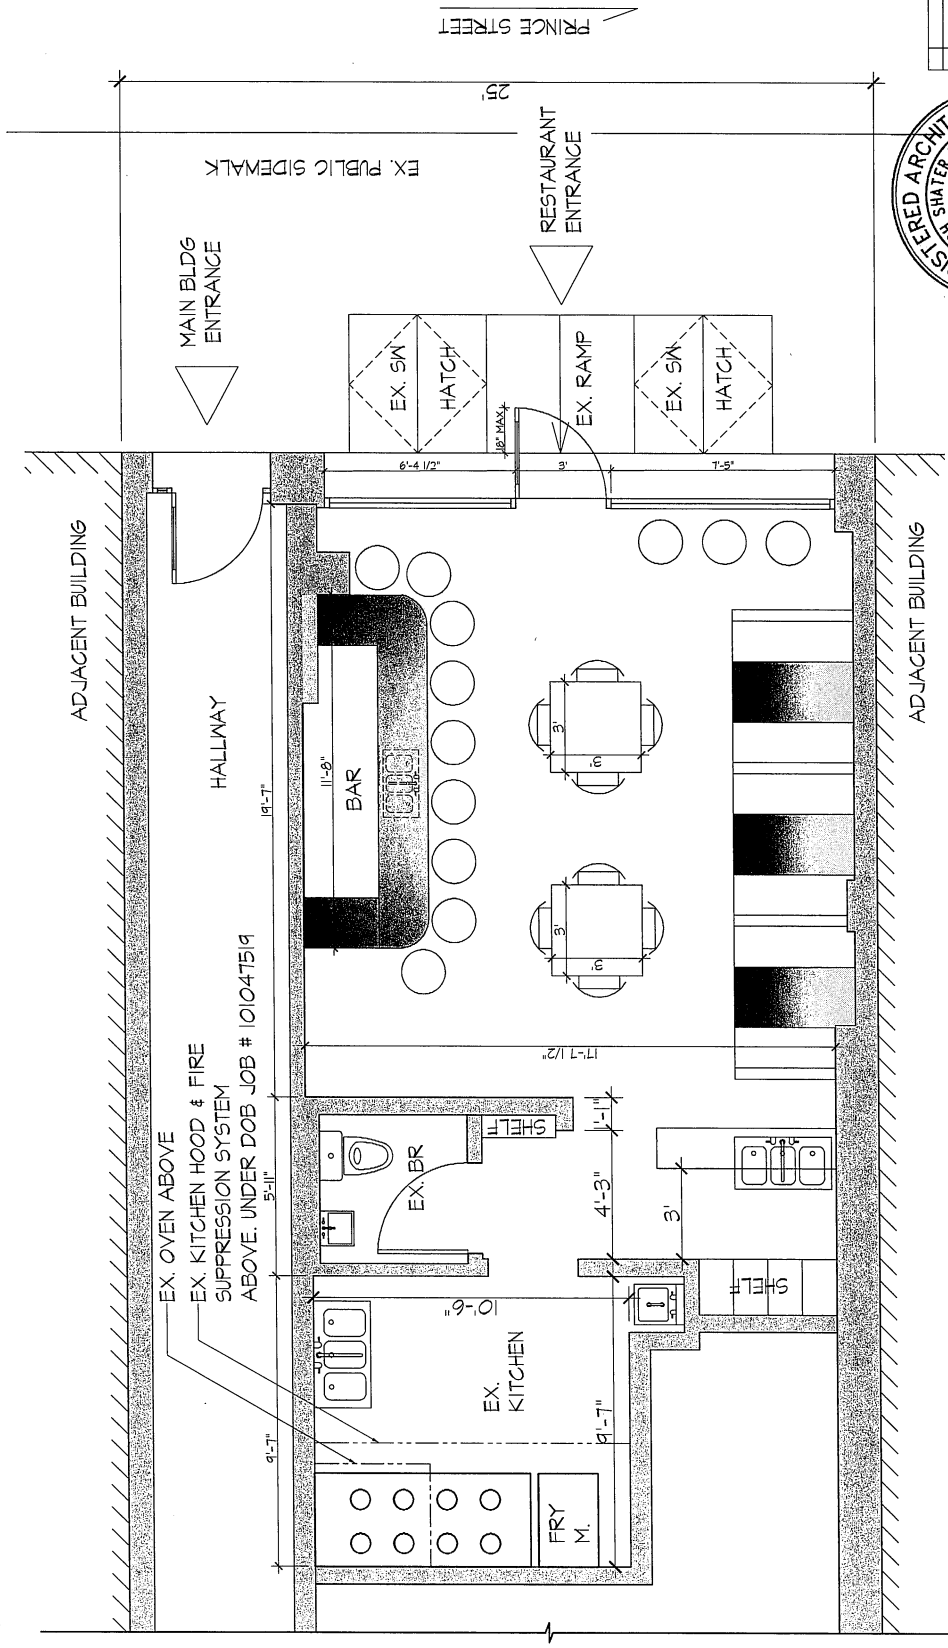 PRINCE STREET
25'
EX. PUBLIC SIDEWALK
MAIN BLDG
ENTRANCE
RESTAURANT
ENTRANCE
EX. SW
HATCH
EX. RAMP
EX. SW
HATCH
18" MAX
6'-4 1/2"
3'
7'-5"
ADJACENT BUILDING
ADJACENT BUILDING
HALLWAY
19'-7"
11'-8"
BAR
3'
3'
3'
3'
17'-7 1/2"
EX. OVEN ABOVE
EX. KITCHEN HOOD & FIRE
SUPPRESSION SYSTEM
ABOVE. UNDER DOB JOB # 101047519
5'-11"
EX. BR
SHELF
1'-1"
4'-3"
3'
SHELF
9'-7"
10'-6"
EX.
KITCHEN
9'-7"
FRY
M.
STERED ARCHIT
SHATER